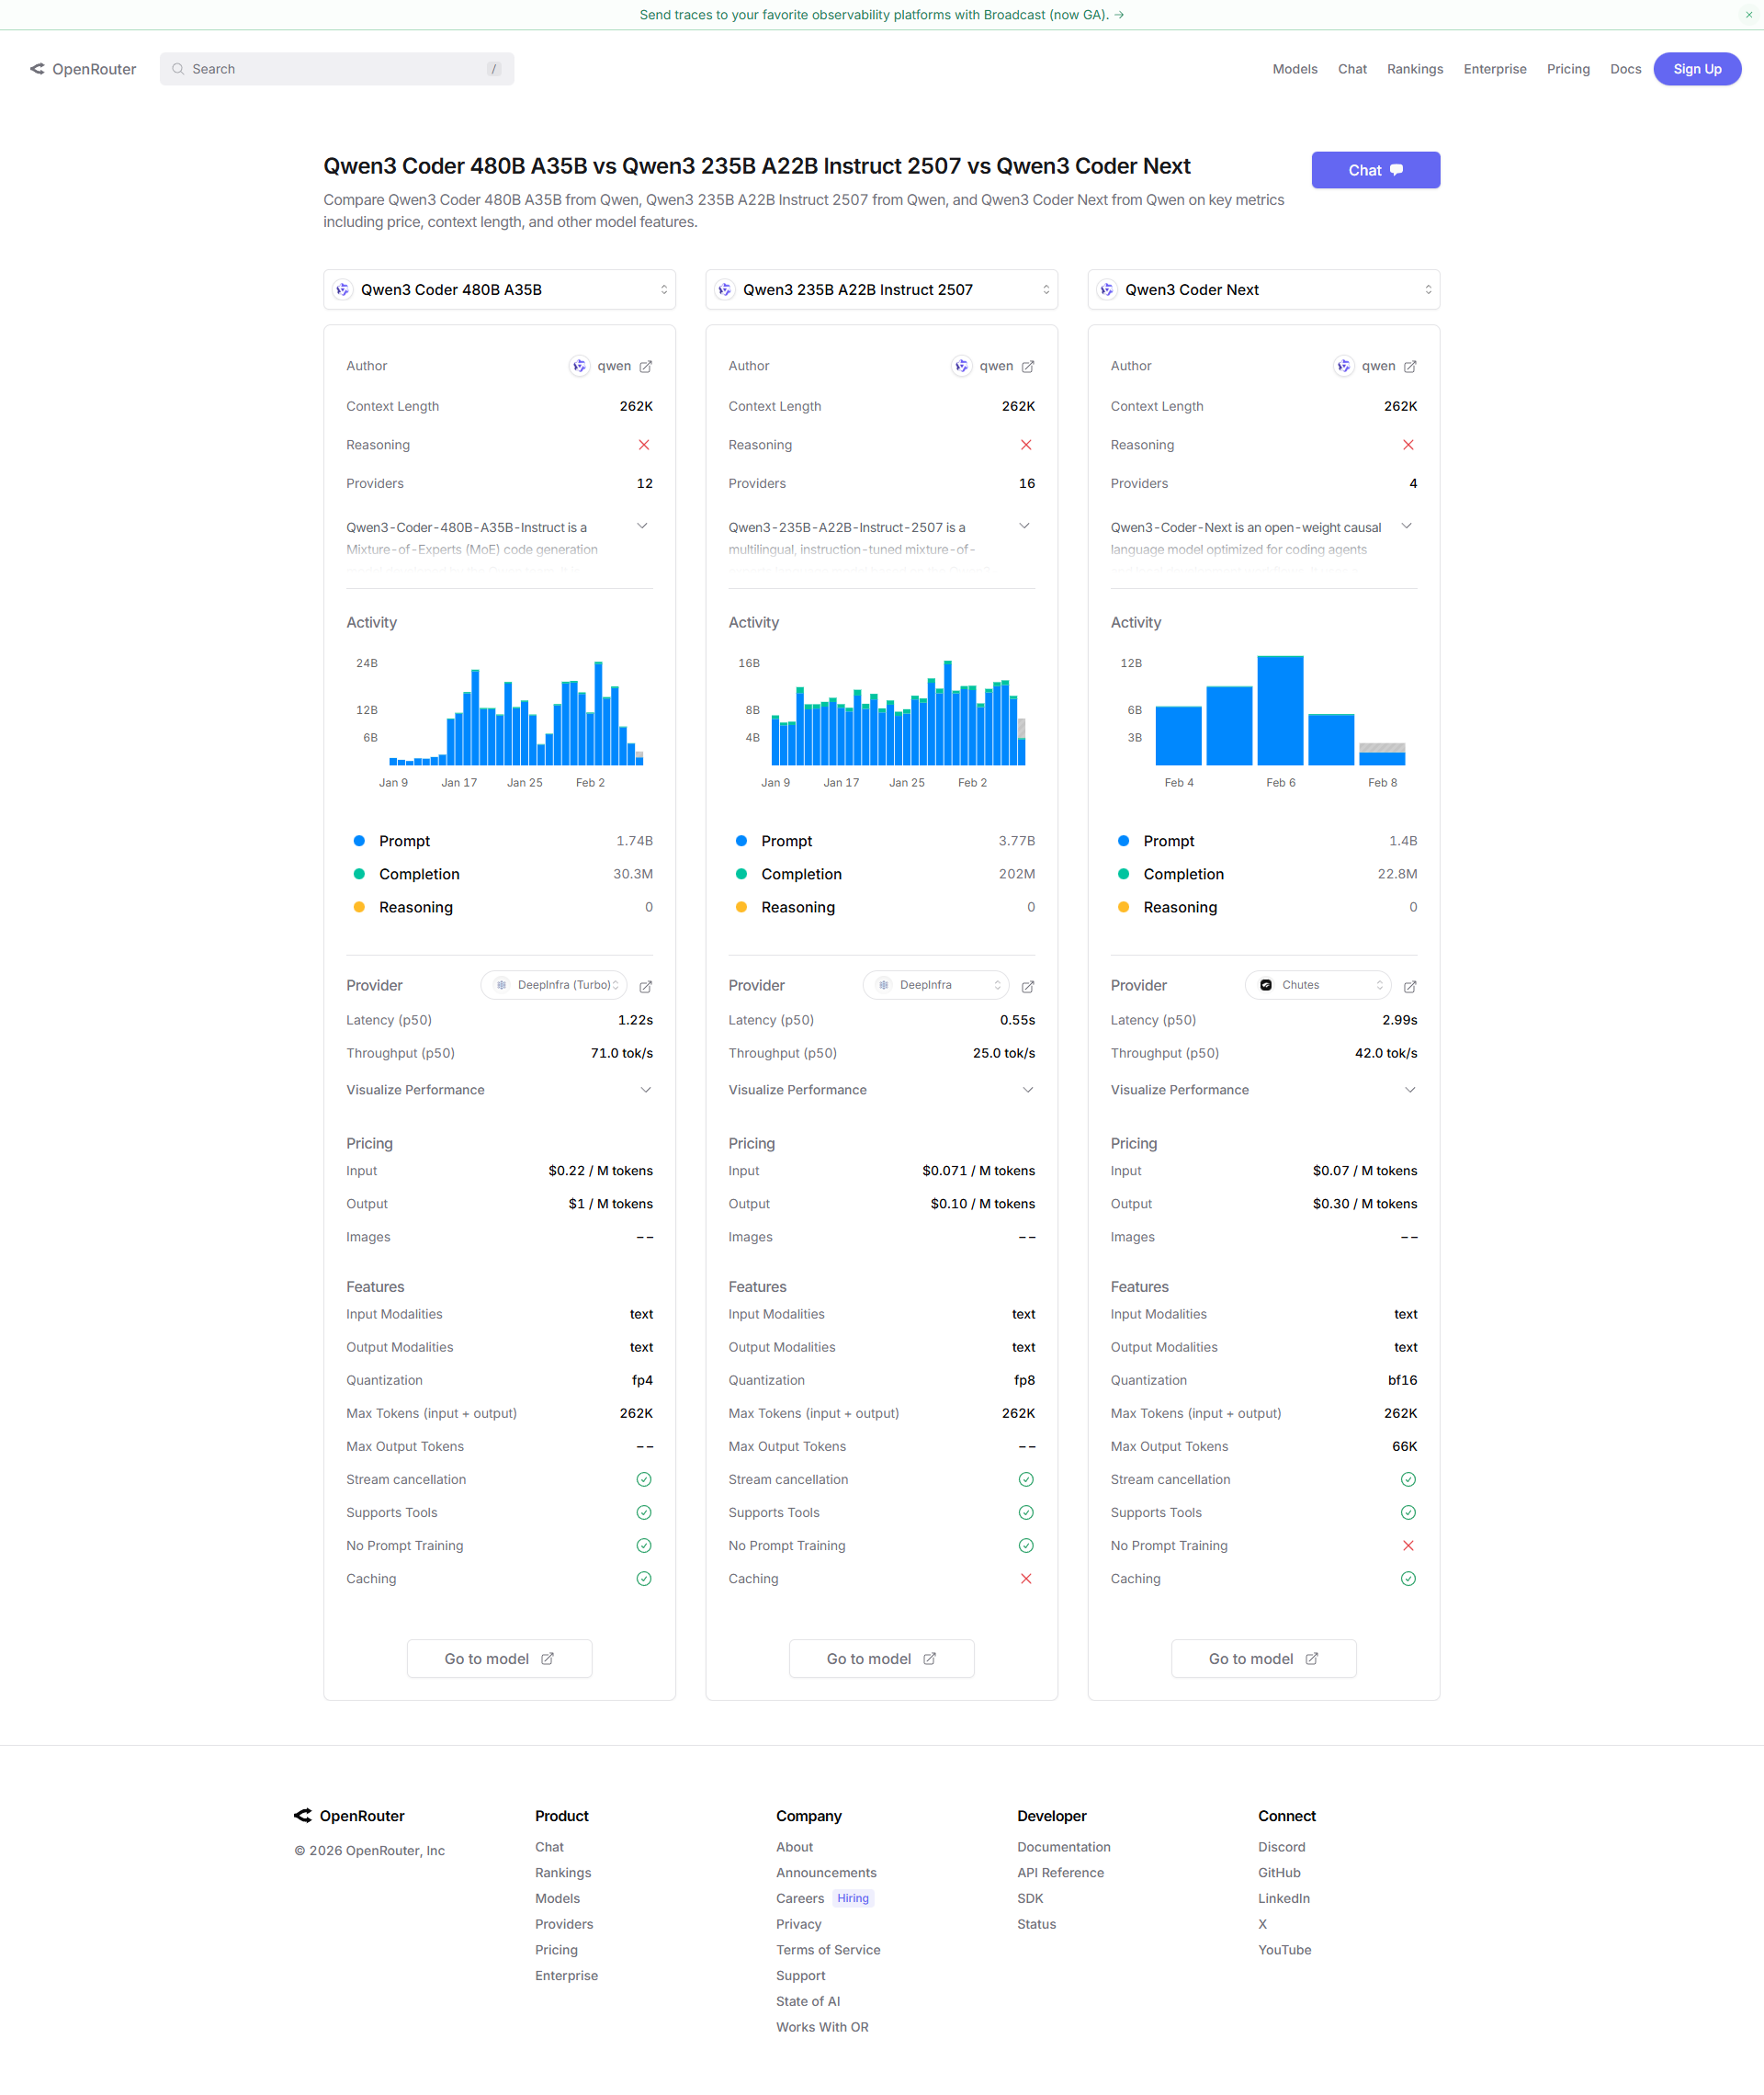 Send traces to your favorite observability platforms with Broadcast (now GA). →
OpenRouter
Search
/
Models
Chat
Rankings
Enterprise
Pricing
Docs
Sign Up
Qwen3 Coder 480B A35B vs Qwen3 235B A22B Instruct 2507 vs Qwen3 Coder Next
Chat
Compare Qwen3 Coder 480B A35B from Qwen, Qwen3 235B A22B Instruct 2507 from Qwen, and Qwen3 Coder Next from Qwen on key metrics
including price, context length, and other model features.
Qwen3 Coder 480B A35B
Author
qwen
Context Length 262K
Reasoning
Providers 12
Qwen3-Coder-480B-A35B-Instruct is a
Mixture-of-Experts (MoE) code generation
Activity
24B
12B
6B
Jan 9 Jan 17 Jan 25 Feb 2
Prompt 1.74B
Completion 30.3M
Reasoning 0
Provider DeepInfra (Turbo)
Latency (p50) 1.22s
Throughput (p50) 71.0 tok/s
Visualize Performance
Pricing
Input $0.22 / M tokens
Output $1 / M tokens
Images --
Features
Input Modalities text
Output Modalities text
Quantization fp4
Max Tokens (input + output) 262K
Max Output Tokens --
Stream cancellation
Supports Tools
No Prompt Training
Caching
Go to model
Qwen3 235B A22B Instruct 2507
Author
qwen
Context Length 262K
Reasoning
Providers 16
Qwen3-235B-A22B-Instruct-2507 is a
multilingual, instruction-tuned mixture-of-
Activity
16B
8B
4B
Jan 9 Jan 17 Jan 25 Feb 2
Prompt 3.77B
Completion 202M
Reasoning 0
Provider DeepInfra
Latency (p50) 0.55s
Throughput (p50) 25.0 tok/s
Visualize Performance
Pricing
Input $0.071 / M tokens
Output $0.10 / M tokens
Images --
Features
Input Modalities text
Output Modalities text
Quantization fp8
Max Tokens (input + output) 262K
Max Output Tokens --
Stream cancellation
Supports Tools
No Prompt Training
Caching
Go to model
Qwen3 Coder Next
Author
qwen
Context Length 262K
Reasoning
Providers 4
Qwen3-Coder-Next is an open-weight causal
language model optimized for coding agents
Activity
12B
6B
3B
Feb 4 Feb 6 Feb 8
Prompt 1.4B
Completion 22.8M
Reasoning 0
Provider Chutes
Latency (p50) 2.99s
Throughput (p50) 42.0 tok/s
Visualize Performance
Pricing
Input $0.07 / M tokens
Output $0.30 / M tokens
Images --
Features
Input Modalities text
Output Modalities text
Quantization bf16
Max Tokens (input + output) 262K
Max Output Tokens 66K
Stream cancellation
Supports Tools
No Prompt Training
Caching
Go to model
OpenRouter
© 2026 OpenRouter, Inc
Product
Chat
Rankings
Models
Providers
Pricing
Enterprise
Company
About
Announcements
Careers Hiring
Privacy
Terms of Service
Support
State of AI
Works With OR
Developer
Documentation
API Reference
SDK
Status
Connect
Discord
GitHub
LinkedIn
X
YouTube